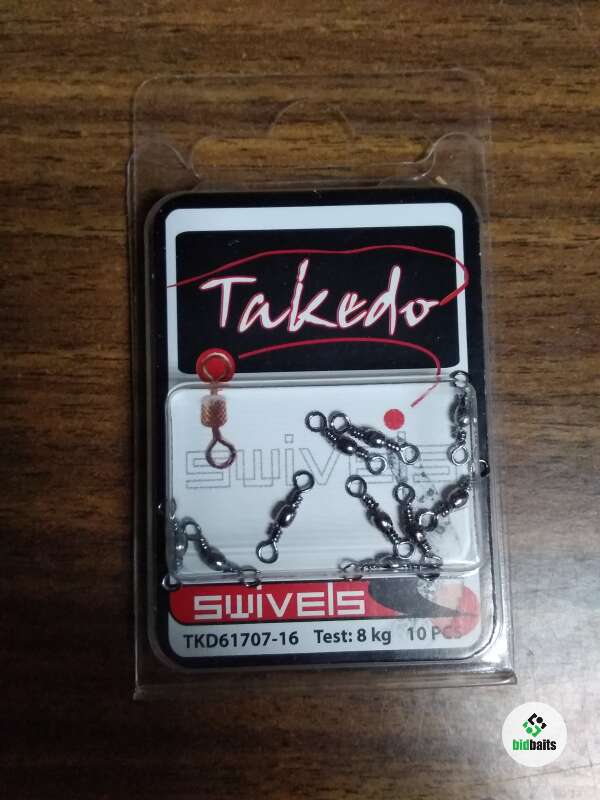 Takedo
swivels
swivels
TKD61707-16 Test: 8 kg 10 PCS
bidbaits